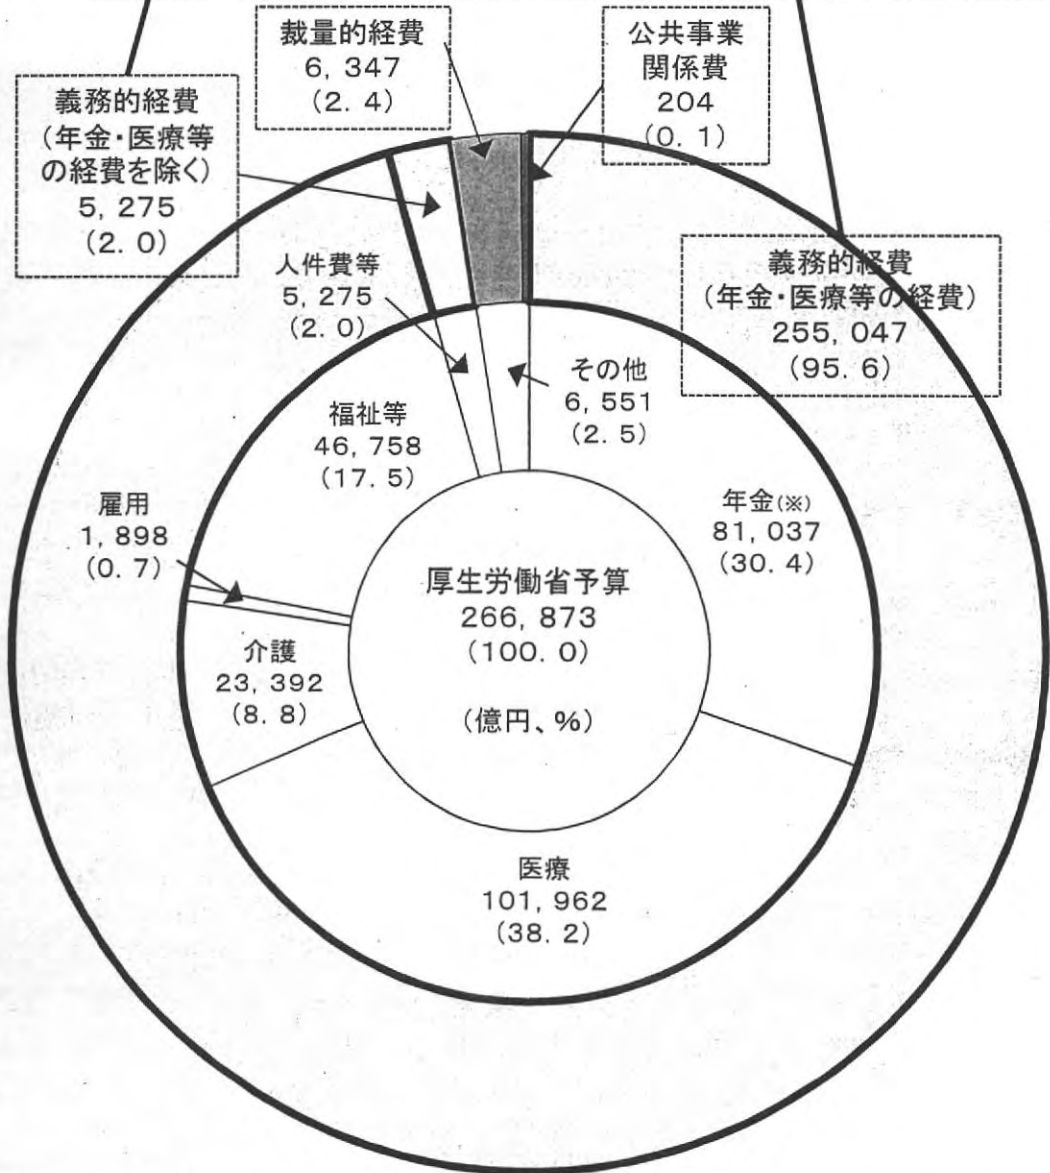 裁量的経費
6,347
(2.4)
公共事業
関係費
204
(0.1)
義務的経費
(年金・医療等
の経費を除く)
5,275
(2.0)
義務的経費
(年金・医療等の経費)
255,047
(95.6)
人件費等
5,275
(2.0)
その他
6,551
(2.5)
福祉等
46,758
(17.5)
年金(※)
81,037
(30.4)
雇用
1,898
(0.7)
厚生労働省予算
266,873
(100.0)
(億円、%)
介護
23,392
(8.8)
医療
101,962
(38.2)